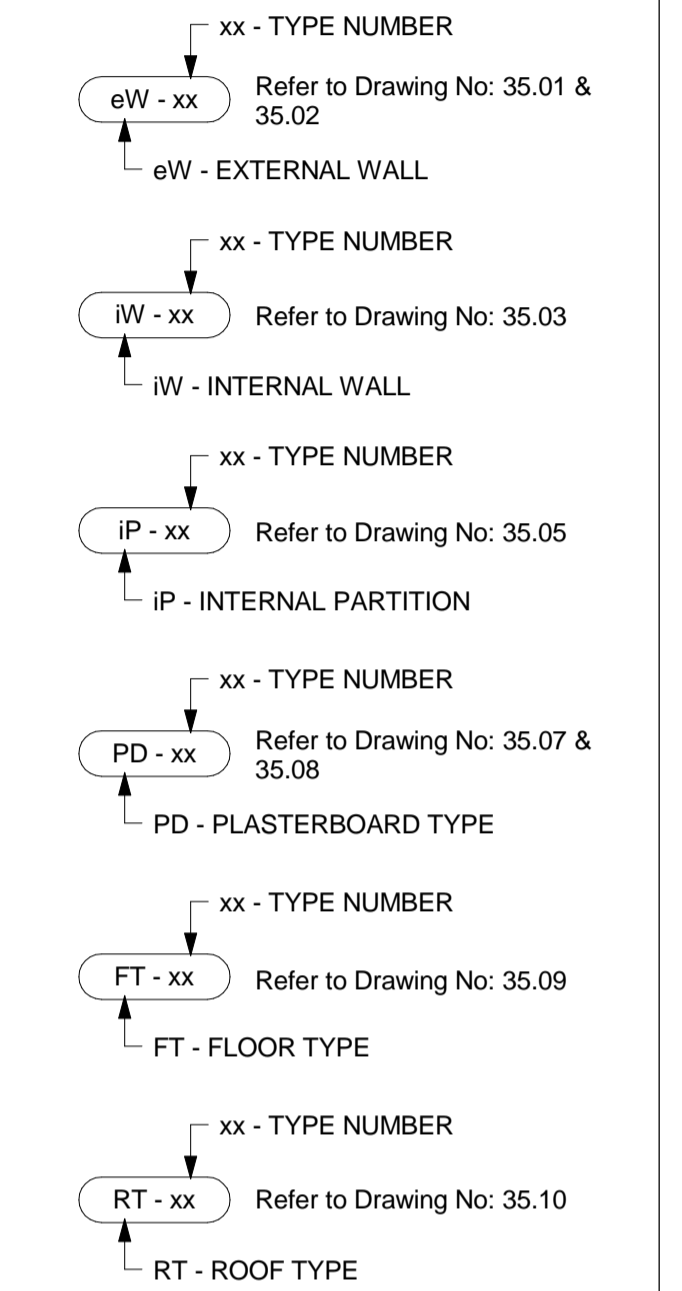 xx - TYPE NUMBER
eW - xx
Refer to Drawing No: 35.01 &
35.02
eW - EXTERNAL WALL
xx - TYPE NUMBER
iW - xx
Refer to Drawing No: 35.03
iW - INTERNAL WALL
xx - TYPE NUMBER
iP - xx
Refer to Drawing No: 35.05
iP - INTERNAL PARTITION
xx - TYPE NUMBER
PD - xx
Refer to Drawing No: 35.07 &
35.08
PD - PLASTERBOARD TYPE
xx - TYPE NUMBER
FT - xx
Refer to Drawing No: 35.09
FT - FLOOR TYPE
xx - TYPE NUMBER
RT - xx
Refer to Drawing No: 35.10
RT - ROOF TYPE